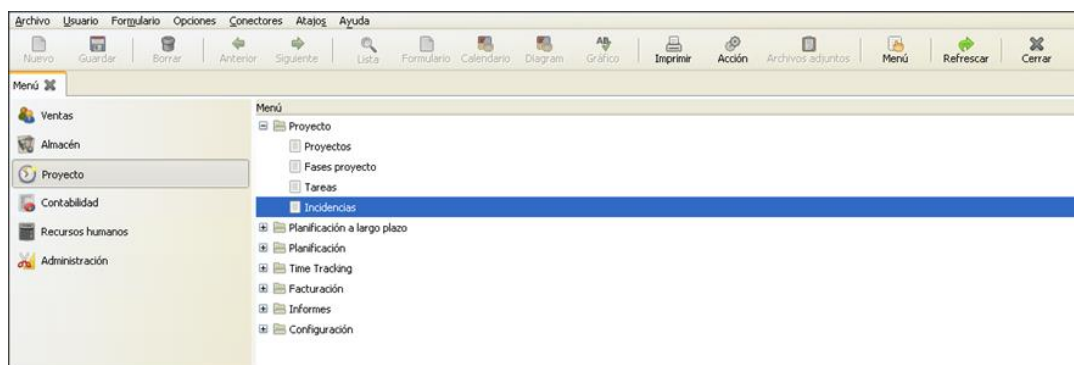 Archivo Usuario Formulario Opciones Conectores Atajos Ayuda
Nuevo Guardar Borrar Anterior Siguiente Lista Formulario Calendario Diagram Gráfico Imprimir Acción Archivos adjuntos Menú Refrescar Cerrar
Menú
Ventas
Almacén
Proyecto
Contabilidad
Recursos humanos
Administración
Menú
Proyecto
Proyectos
Fases proyecto
Tareas
Incidencias
Planificación a largo plazo
Planificación
Time Tracking
Facturación
Informes
Configuración